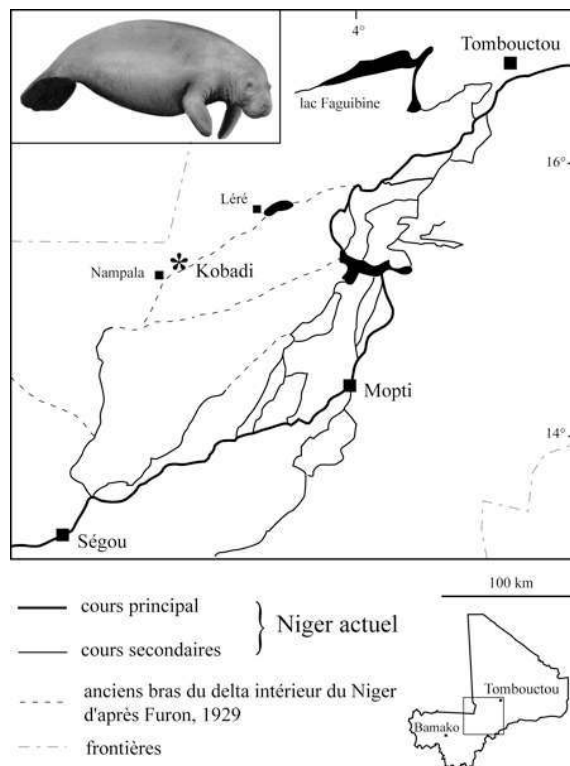 4°
Tombouctou
lac Faguibine
16°
Léré
Nampala
Kobadi
Mopti
14°
Ségou
100 km
cours principal
cours secondaires
Niger actuel
anciens bras du delta intérieur du Niger
d'après Furon, 1929
frontières
Tombouctou
Bamako